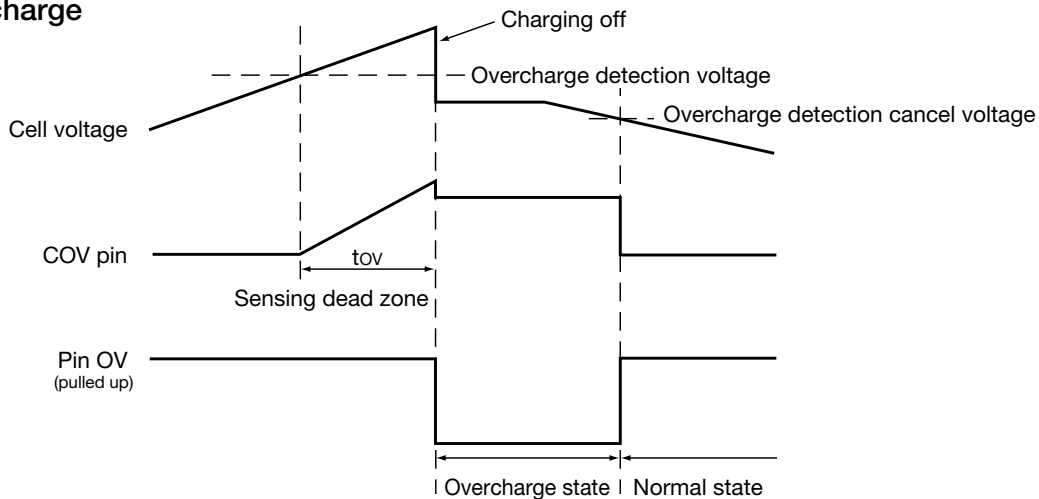 charge
Charging off
Overcharge detection voltage
Cell voltage
Overcharge detection cancel voltage
COV pin
tov
Sensing dead zone
Pin OV
(pulled up)
Overcharge state
Normal state